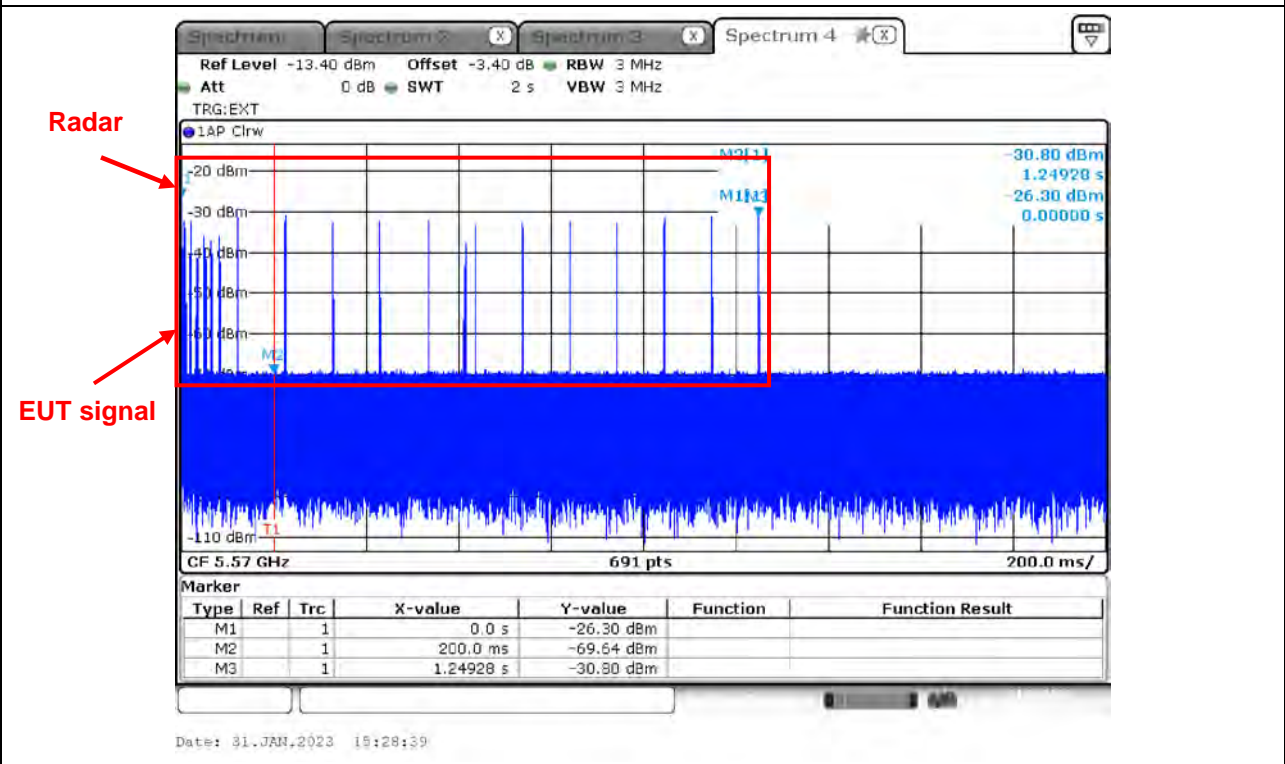 Spectrum Spectrum 2 X Spectrum 3 X Spectrum 4 X
Ref Level -13.40 dBm Offset -3.40 dB RBW 3 MHz
Att 0 dB SWT 2 s VBW 3 MHz
TRG:EXT
Radar
1AP Clrw
-20 dBm
-30.80 dBm
1.24928 s
M1[1]
-26.30 dBm
-30 dBm
0.00000 s
-40 dBm
-50 dBm
-60 dBm
M2
EUT signal
T1
-110 dBm
CF 5.57 GHz 691 pts 200.0 ms/
Marker
Type Ref Trc X-value Y-value Function Function Result
M1 1 0.0 s -26.30 dBm
M2 1 200.0 ms -69.64 dBm
M3 1 1.24928 s -30.80 dBm
Date: 31.JAN.2023 15:28:39